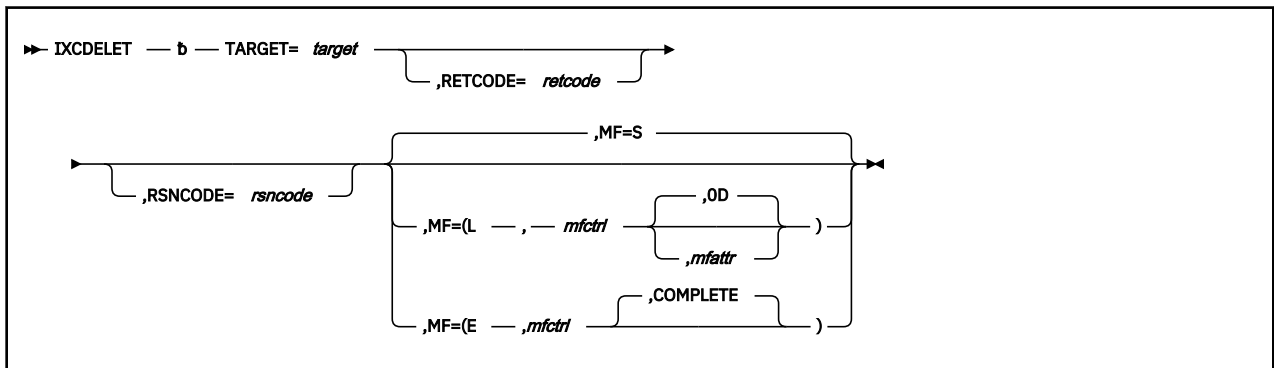 IXCDELET ␢ TARGET= target
,RETCODE= retcode
,MF=S
,RSNCODE= rsncode
,0D
,MF=(L , mfctrl )
,mfattr
,COMPLETE
,MF=(E ,mfctrl )